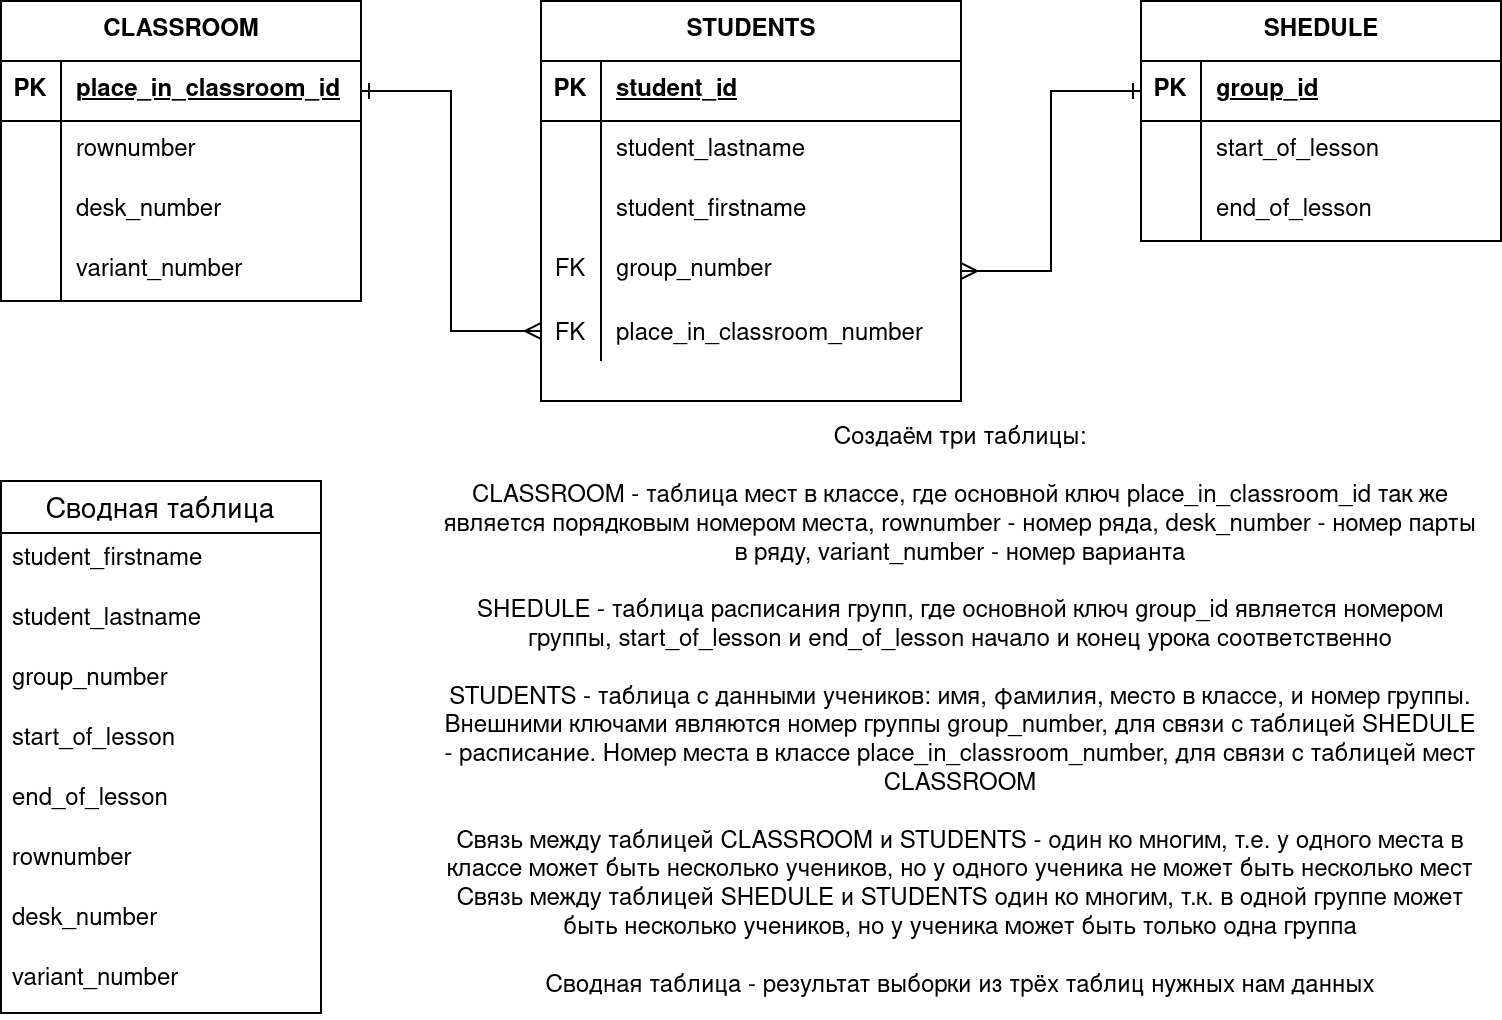 CLASSROOM
PK place_in_classroom_id
rownumber
desk_number
variant_number
STUDENTS
PK student_id
student_lastname
student_firstname
FK group_number
FK place_in_classroom_number
SHEDULE
PK group_id
start_of_lesson
end_of_lesson
Сводная таблица
student_firstname
student_lastname
group_number
start_of_lesson
end_of_lesson
rownumber
desk_number
variant_number
Создаём три таблицы:
CLASSROOM - таблица мест в классе, где основной ключ place_in_classroom_id так же
является порядковым номером места, rownumber - номер ряда, desk_number - номер парты
в ряду, variant_number - номер варианта
SHEDULE - таблица расписания групп, где основной ключ group_id является номером
группы, start_of_lesson и end_of_lesson начало и конец урока соответственно
STUDENTS - таблица с данными учеников: имя, фамилия, место в классе, и номер группы.
Внешними ключами являются номер группы group_number, для связи с таблицей SHEDULE
- расписание. Номер места в классе place_in_classroom_number, для связи с таблицей мест
CLASSROOM
Связь между таблицей CLASSROOM и STUDENTS - один ко многим, т.е. у одного места в
классе может быть несколько учеников, но у одного ученика не может быть несколько мест
Связь между таблицей SHEDULE и STUDENTS один ко многим, т.к. в одной группе может
быть несколько учеников, но у ученика может быть только одна группа
Сводная таблица - результат выборки из трёх таблиц нужных нам данных